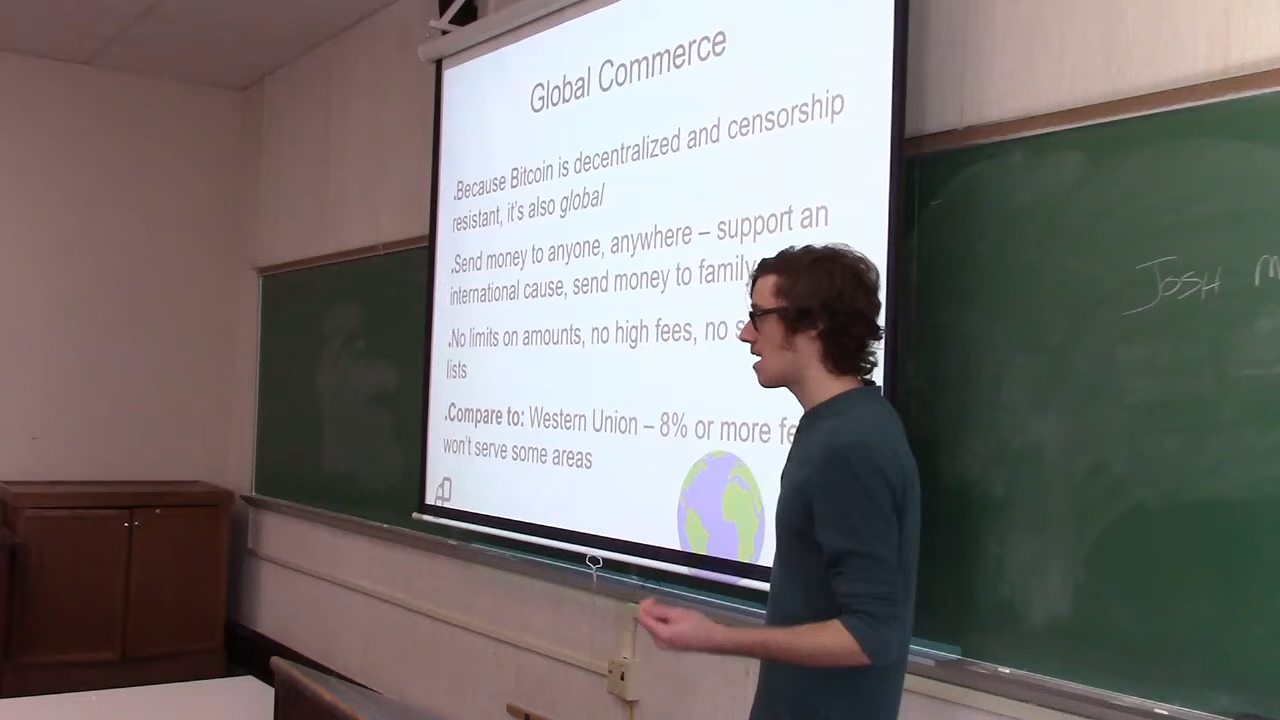 Global Commerce
.Because Bitcoin is decentralized and censorship
resistant, it's also global
.Send money to anyone, anywhere – support an
international cause, send money to family
.No limits on amounts, no high fees, no
lists
.Compare to: Western Union – 8% or more
won't serve some areas
JOSH